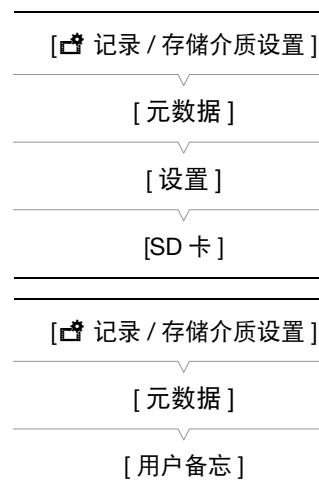 [ 记录 / 存储介质设置 ]
[ 元数据 ]
[ 设置 ]
[SD 卡 ]
[ 记录 / 存储介质设置 ]
[ 元数据 ]
[ 用户备忘 ]